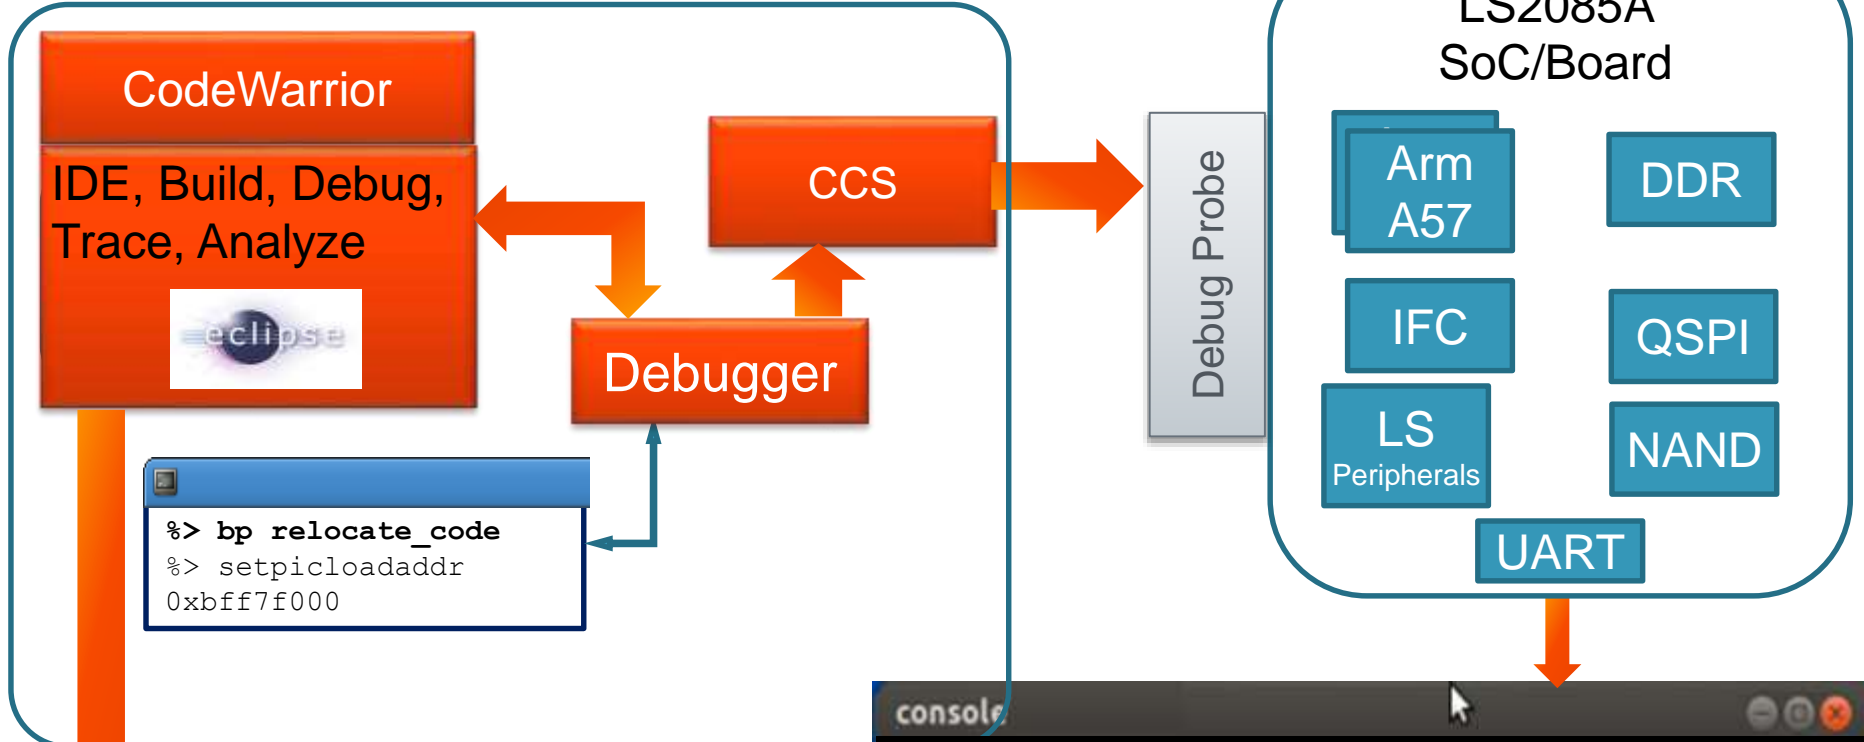 CodeWarrior
IDE, Build, Debug,
Trace, Analyze
eclipse
CCS
Debugger
%> bp relocate_code
%> setpicloadaddr
0xbff7f000
Debug Probe
LS2085A
SoC/Board
Arm
A57
DDR
IFC
QSPI
LS
Peripherals
NAND
UART
console